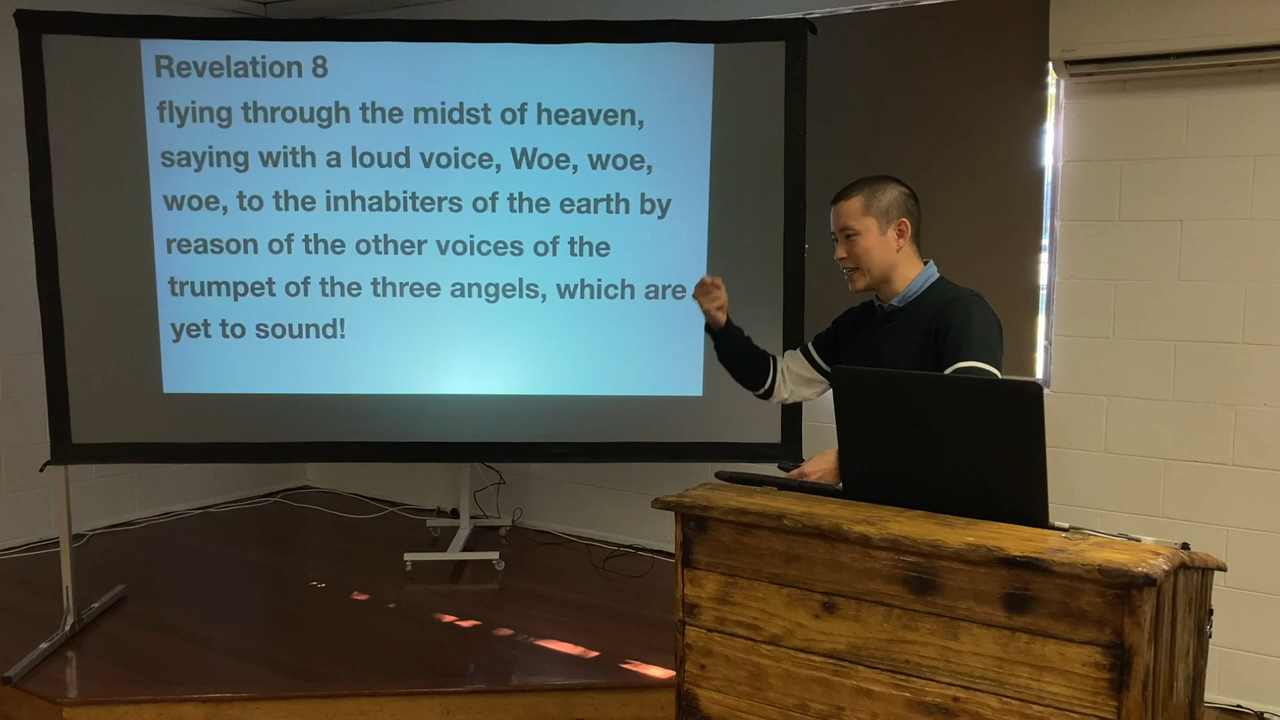 Revelation 8
flying through the midst of heaven,
saying with a loud voice, Woe, woe,
woe, to the inhabiters of the earth by
reason of the other voices of the
trumpet of the three angels, which are
yet to sound!